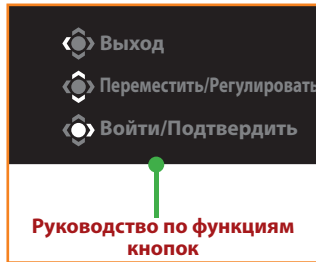 Выход
Переместить/Регулировать
Войти/Подтвердить
Руководство по функциям
кнопок